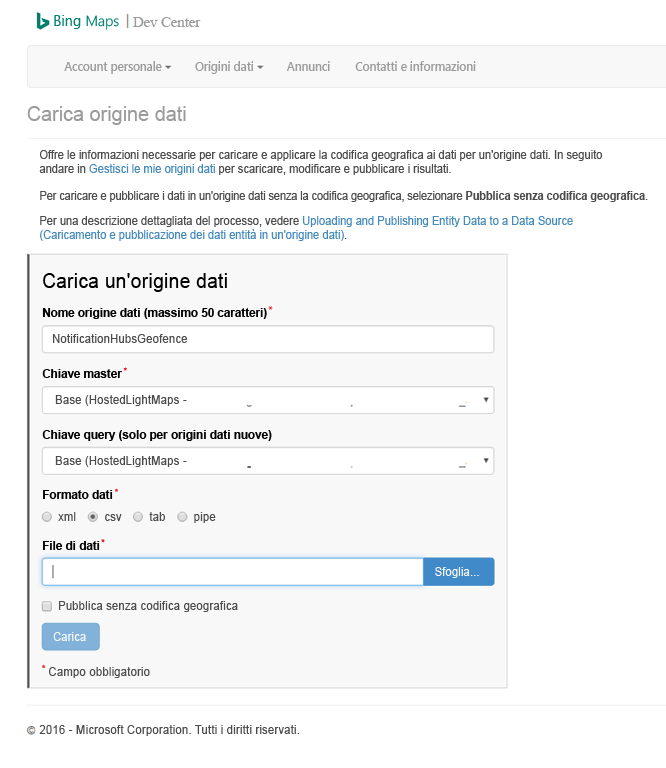 Bing Maps | Dev Center
Account personale Origini dati Annunci Contatti e informazioni
Carica origine dati
Offre le informazioni necessarie per caricare e applicare la codifica geografica ai dati per un'origine dati. In seguito
andare in Gestisci le mie origini dati per scaricare, modificare e pubblicare i risultati.
Per caricare e pubblicare i dati in un'origine dati senza la codifica geografica, selezionare Pubblica senza codifica geografica.
Per una descrizione dettagliata del processo, vedere Uploading and Publishing Entity Data to a Data Source
(Caricamento e pubblicazione dei dati entità in un'origine dati).
Carica un'origine dati
Nome origine dati (massimo 50 caratteri)*
NotificationHubsGeofence
Chiave master*
Base (HostedLightMaps -
Chiave query (solo per origini dati nuove)
Base (HostedLightMaps -
Formato dati*
xml csv tab pipe
File di dati*
Sfoglia...
Pubblica senza codifica geografica
Carica
* Campo obbligatorio
© 2016 - Microsoft Corporation. Tutti i diritti riservati.